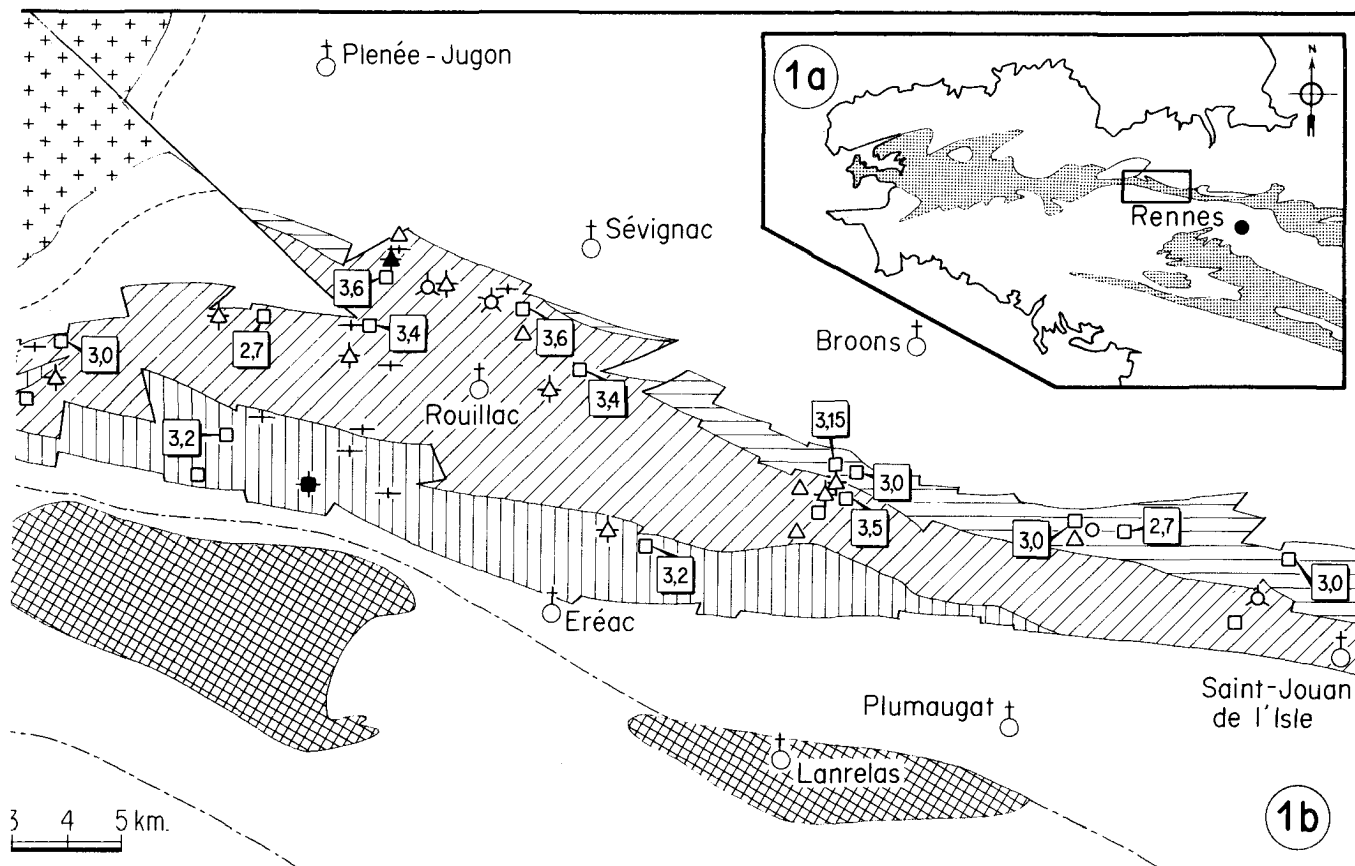 Plenée-Jugon
1a
N
Rennes
Sévignac
Broons
3,6
3,4
3,6
3,0
2,7
Rouillac
3,4
3,2
3,15
3,0
3,5
3,0
2,7
3,2
3,0
Eréac
Saint-Jouan
de l'Isle
Plumaugat
Lanrelas
3 4 5 km.
1b